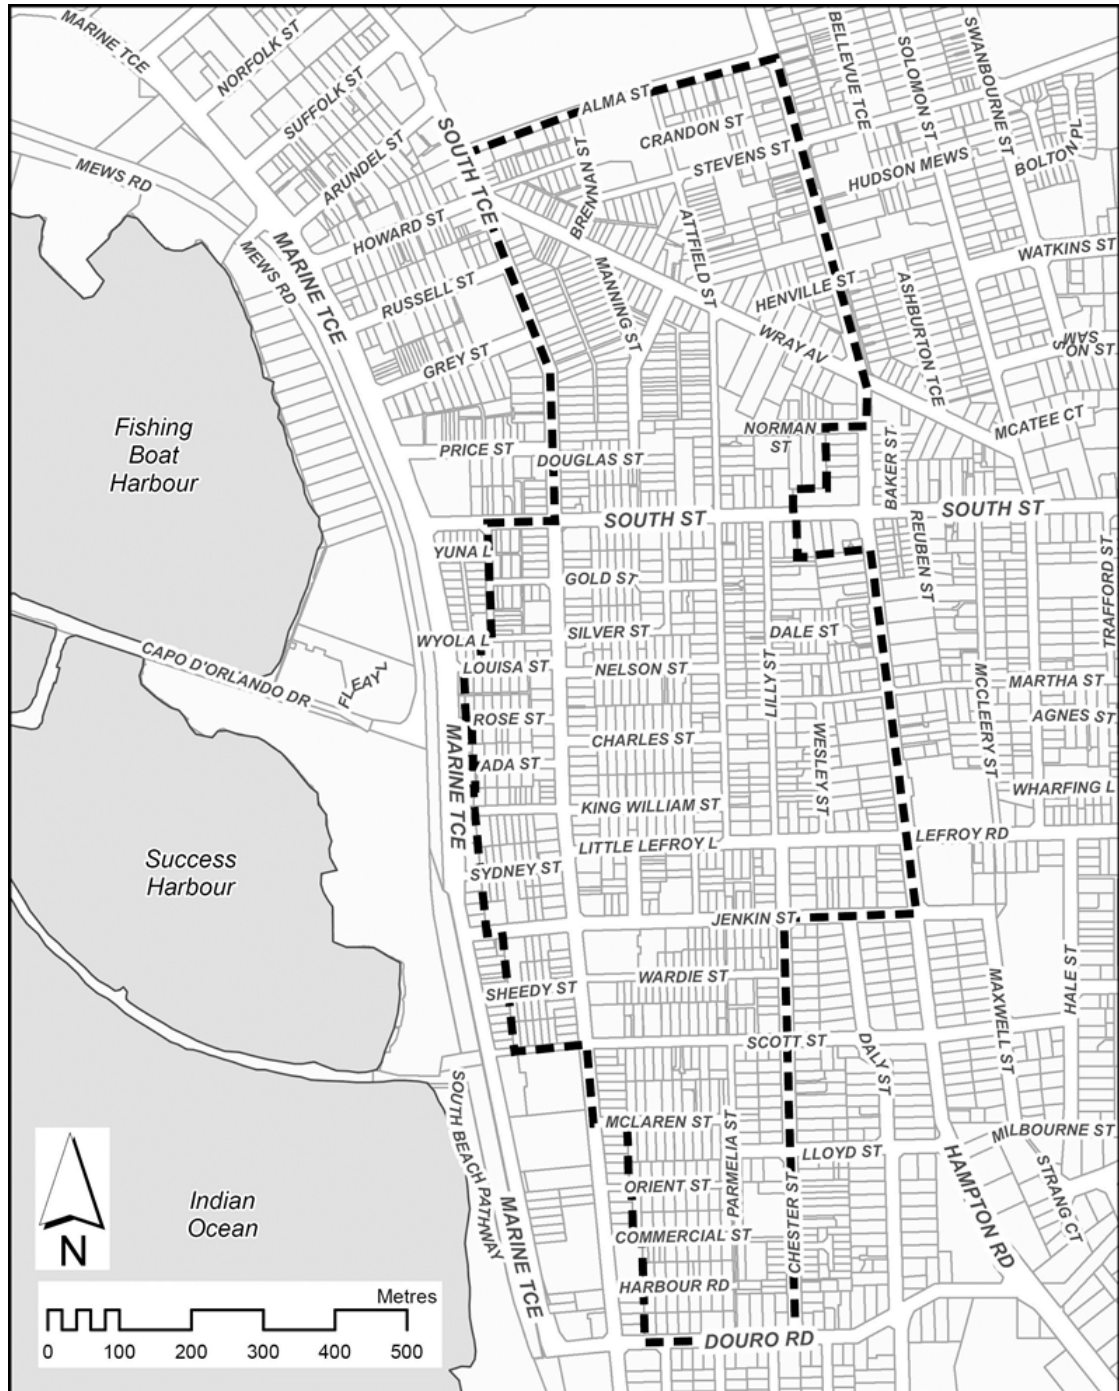 MARINE TCE
NORFOLK ST
SUFFOLK ST
ARUNDEL ST
SOUTH TCE
ALMA ST
CRANDON ST
STEVENS ST
BRENNAN ST
BELLEVUE TCE
SOLOMON ST
SWANBOURNE ST
BOLTON PL
HUDSON MEWS
MEWS RD
MEWS RD
MARINE TCE
HOWARD ST
RUSSELL ST
GREY ST
SOUTH TCE
MANNING ST
ATTFIELD ST
HENVILLE ST
WRAY AV
ASHBURTON TCE
WATKINS ST
SAMSON ST
MCATEE CT
Fishing
Boat
Harbour
PRICE ST
DOUGLAS ST
NORMAN
ST
BAKER ST
SOUTH ST
SOUTH ST
REUBEN ST
TRAFFORD ST
YUNA L
GOLD ST
WYOLA L
SILVER ST
DALE ST
CAPO D'ORLANDO DR
FLEAY L
LOUISA ST
NELSON ST
LILLY ST
MCCLEERY ST
MARTHA ST
AGNES ST
ROSE ST
CHARLES ST
WESLEY ST
MARINE TCE
ADA ST
WHARFING L
KING WILLIAM ST
LEFROY RD
LITTLE LEFROY L
Success
Harbour
SYDNEY ST
JENKIN ST
WARDIE ST
SHEEDY ST
MAXWELL ST
HALE ST
SCOTT ST
DALY ST
SOUTH BEACH PATHWAY
MCLAREN ST
PARMELIA ST
LLOYD ST
MILBOURNE ST
HAMPTON RD
STRANG CT
ORIENT ST
CHESTER ST
Indian
Ocean
MARINE TCE
COMMERCIAL ST
HARBOUR RD
DOURO RD
N
Metres
0 100 200 300 400 500